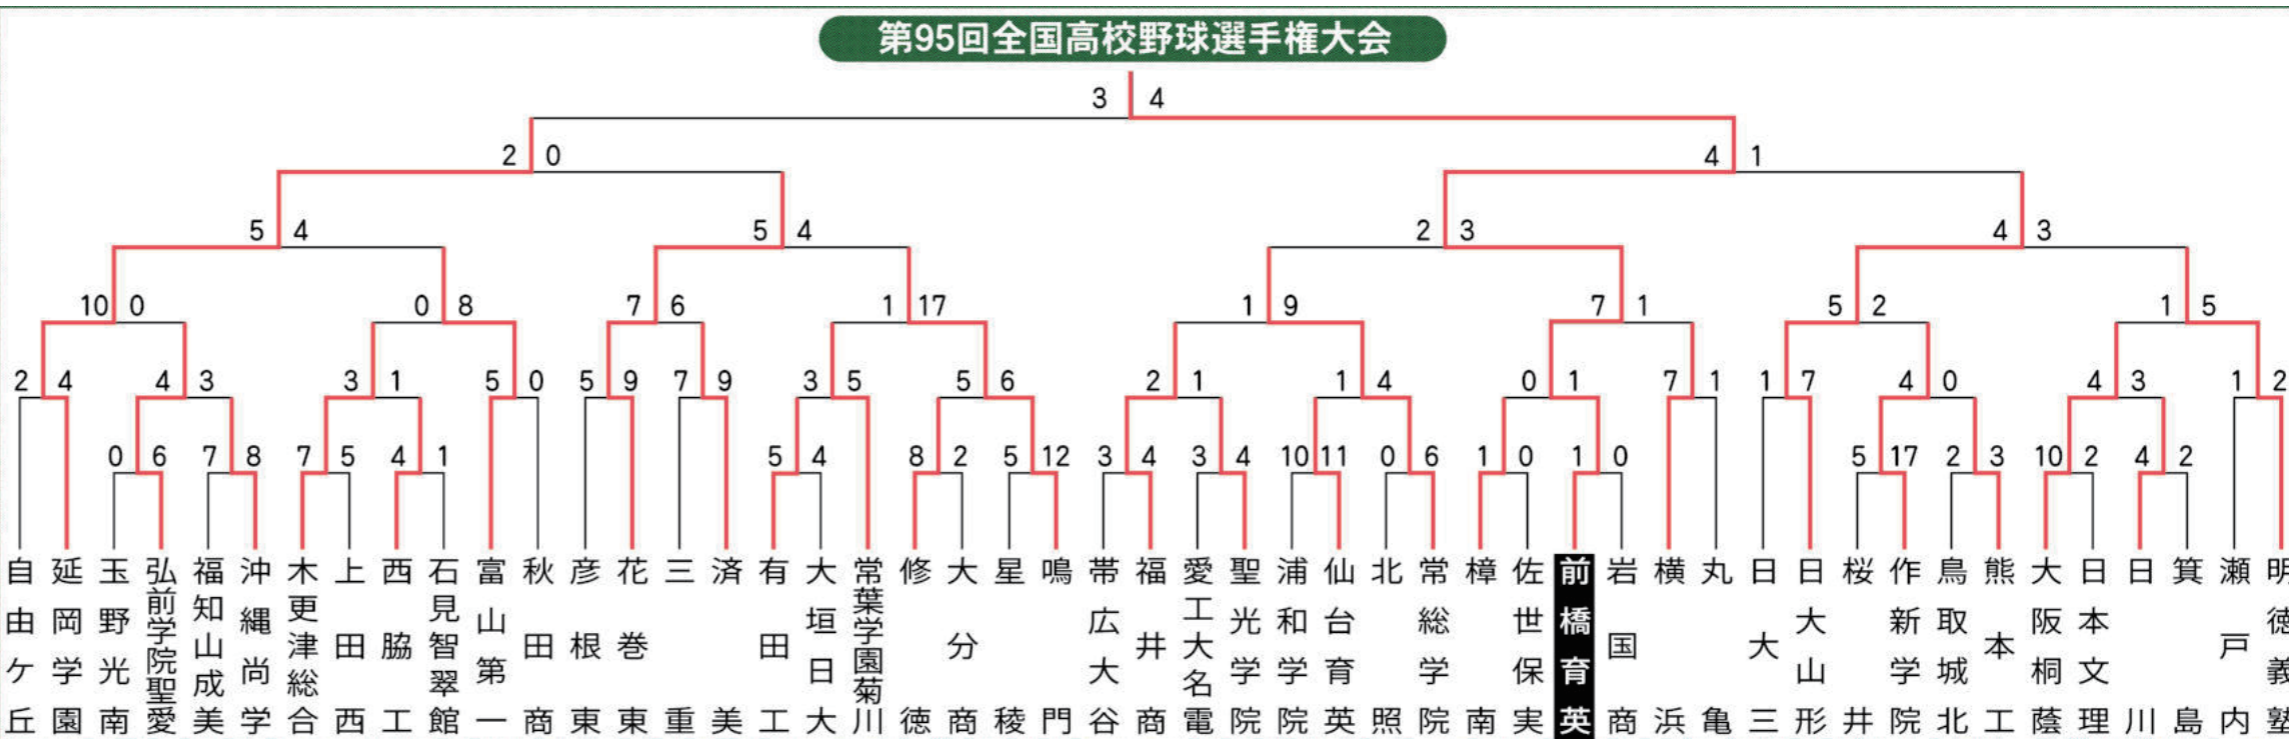 第95回全国高校野球選手権大会
3 4
2 0 4 1
5 4 5 4 2 3 4 3
10 0 0 8 7 6 1 17 1 9 7 1 5 2 1 5
2 4 4 3 3 1 5 0 5 9 7 9 3 5 5 6 2 1 1 4 0 1 7 1 1 7 4 0 4 3 1 2
0 6 7 8 7 5 4 1 5 4 8 2 5 12 3 4 3 4 10 11 0 6 1 0 1 0 5 17 2 3 10 2 4 2
自由ケ丘
延岡学園
玉野光南
弘前学院聖愛
福知山成美
沖縄尚学
木更津総合
上田西
西脇工
石見智翠館
富山第一
秋田商
彦根東
花巻東
三重
済美
有田工
大垣日大
常葉学園菊川
修徳
大分商
星稜
鳴門
帯広大谷
福井商
愛工大名電
聖光学院
浦和学院
仙台育英
北照
常総学院
樟南
佐世保実
前橋育英
岩国商
横浜
丸亀
日大三
日大山形
桜井
作新学院
鳥取城北
熊本工
大阪桐蔭
日本文理
日川
箕島
瀬戸内
明徳義塾